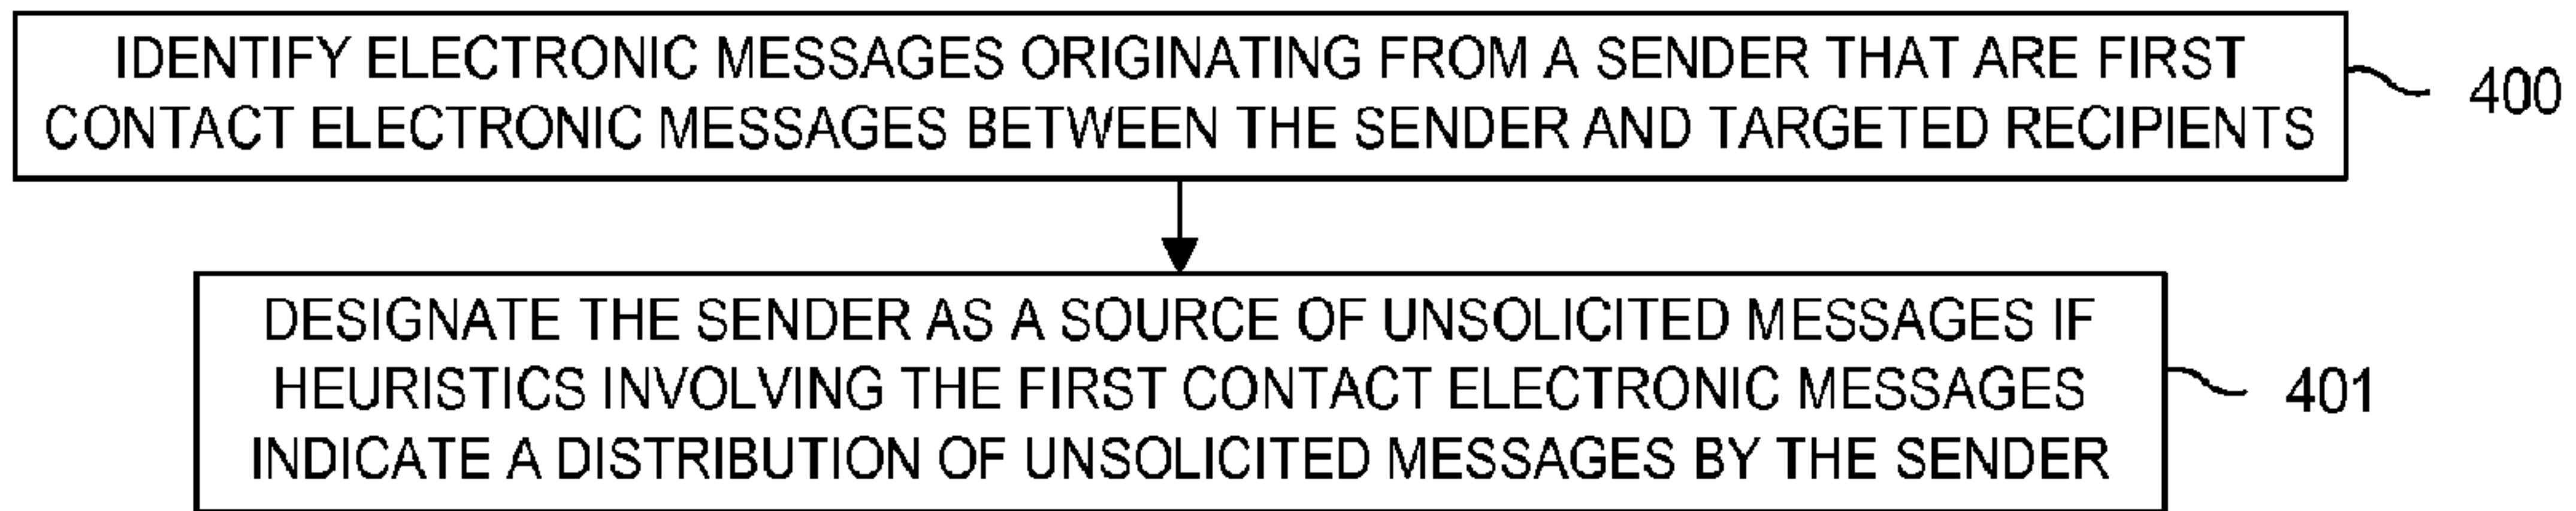 IDENTIFY ELECTRONIC MESSAGES ORIGINATING FROM A SENDER THAT ARE FIRST
CONTACT ELECTRONIC MESSAGES BETWEEN THE SENDER AND TARGETED RECIPIENTS
400
DESIGNATE THE SENDER AS A SOURCE OF UNSOLICITED MESSAGES IF
HEURISTICS INVOLVING THE FIRST CONTACT ELECTRONIC MESSAGES
INDICATE A DISTRIBUTION OF UNSOLICITED MESSAGES BY THE SENDER
401